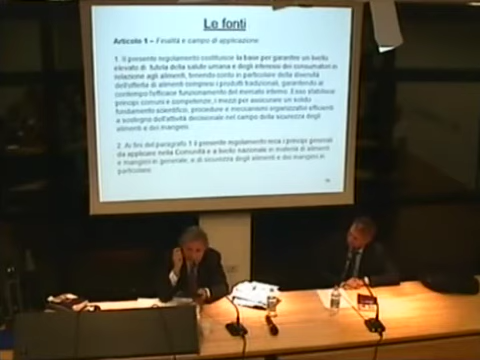 Le fonti
Articolo 1 – Finalità e campo di applicazione
1. Il presente regolamento costituisce la base per garantire un livello
elevato di tutela della salute umana e degli interessi dei consumatori in
relazione agli alimenti, tenendo conto in particolare della diversità
dell'offerta di alimenti compresi i prodotti tradizionali, garantendo al
contempo l'efficace funzionamento del mercato interno. Esso stabilisce
principi comuni e competenze, i mezzi per assicurare un solido
fondamento scientifico, procedure e meccanismi organizzativi efficienti
a sostegno dell'attività decisionale nel campo della sicurezza degli
alimenti e dei mangimi.
2. Ai fini del paragrafo 1 il presente regolamento reca i principi generali
da applicare nella Comunità e a livello nazionale in materia di alimenti
e mangimi in generale, e di sicurezza degli alimenti e dei mangimi in
particolare.